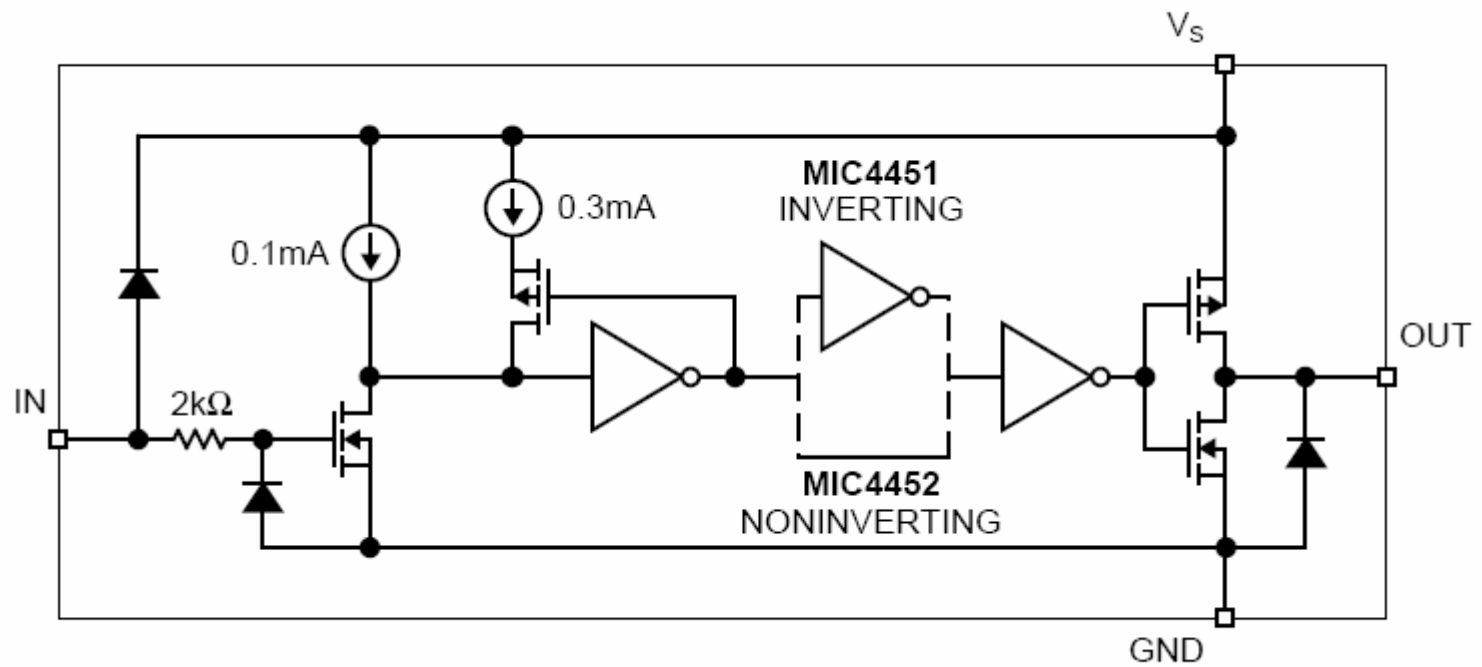 VS
0.3mA
MIC4451
INVERTING
0.1mA
OUT
IN
2kΩ
MIC4452
NONINVERTING
GND